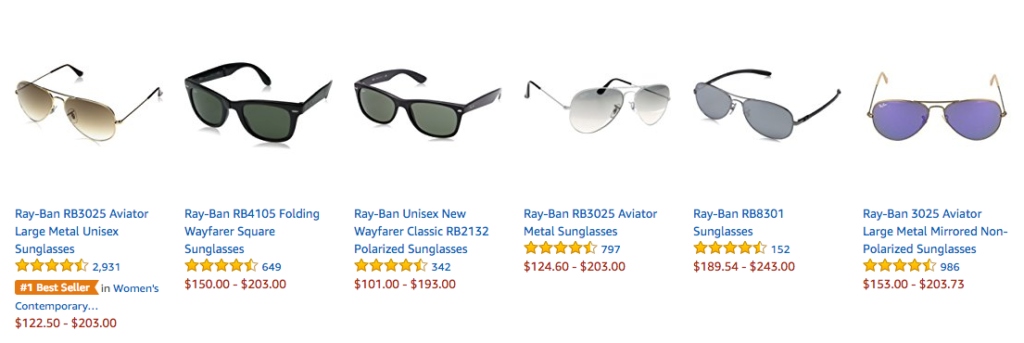 Ray-Ban RB3025 Aviator
Large Metal Unisex
Sunglasses
2,931
#1 Best Seller in Women's
Contemporary...
$122.50 - $203.00
Ray-Ban RB4105 Folding
Wayfarer Square
Sunglasses
649
$150.00 - $203.00
Ray-Ban Unisex New
Wayfarer Classic RB2132
Polarized Sunglasses
342
$101.00 - $193.00
Ray-Ban RB3025 Aviator
Metal Sunglasses
797
$124.60 - $203.00
Ray-Ban RB8301
Sunglasses
152
$189.54 - $243.00
Ray-Ban 3025 Aviator
Large Metal Mirrored Non-
Polarized Sunglasses
986
$153.00 - $203.73